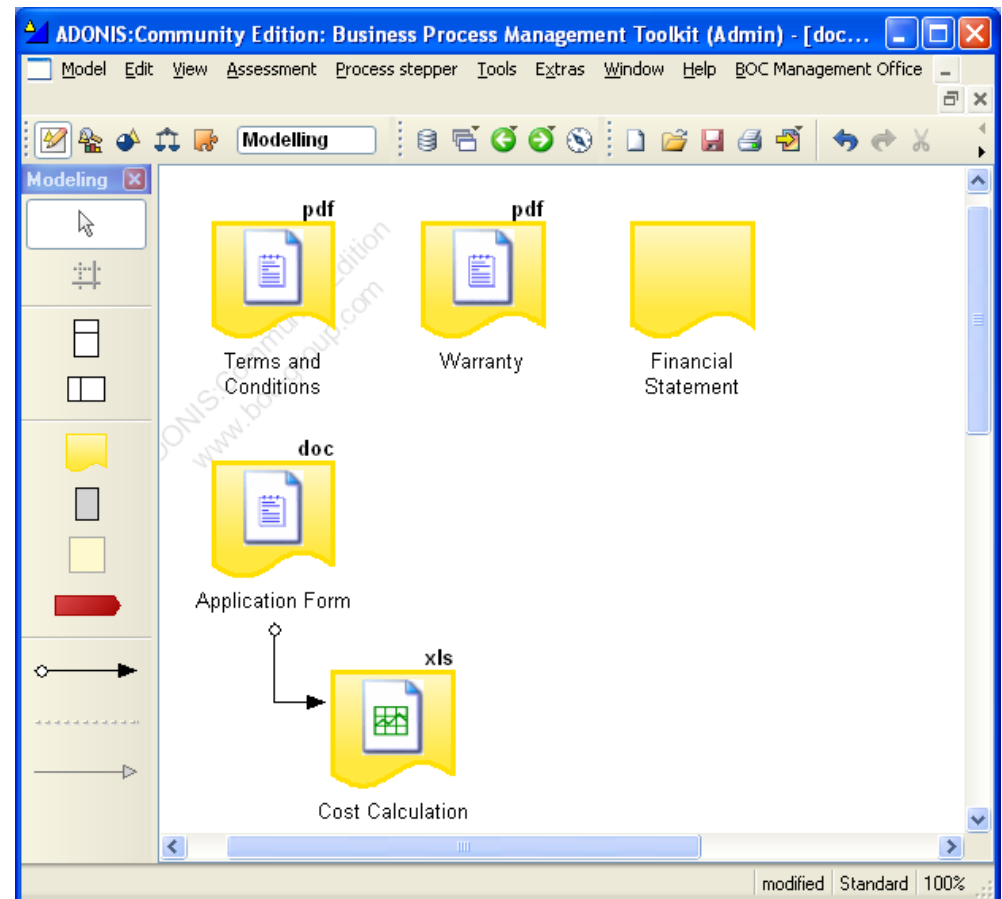 ADONIS:Community Edition: Business Process Management Toolkit (Admin) - [doc...
Model Edit View Assessment Process stepper Tools Extras Window Help BOC Management Office
Modelling
Modeling
pdf
pdf
Terms and
Conditions
Warranty
Financial
Statement
doc
Application Form
xls
Cost Calculation
modified Standard 100%